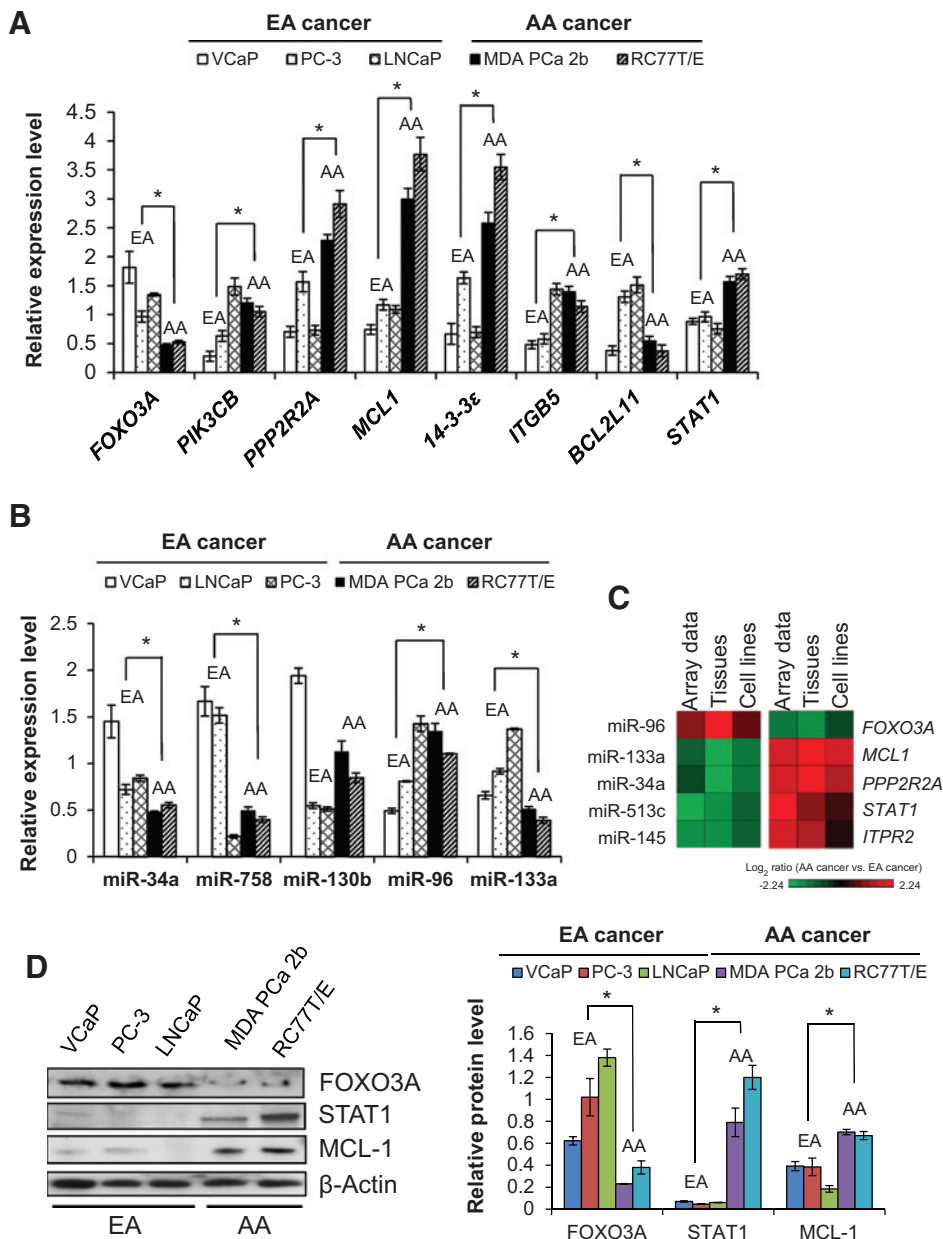 A
EA cancer AA cancer
VCaP PC-3 LNCaP MDA PCa 2b RC77T/E
Relative expression level
4.5
4
3.5
3
2.5
2
1.5
1
0.5
0
* * * * * * * *
EA AA EA AA EA AA EA AA EA AA EA AA EA AA EA AA
FOXO3A PIK3CB PPP2R2A MCL1 14-3-3ε ITGB5 BCL2L11 STAT1
B
EA cancer AA cancer
VCaP LNCaP PC-3 MDA PCa 2b RC77T/E
Relative expression level
2.5
2
1.5
1
0.5
0
* * * *
EA AA EA AA EA AA EA AA EA AA
miR-34a miR-758 miR-130b miR-96 miR-133a
C
Array data Tissues Cell lines Array data Tissues Cell lines
miR-96 FOXO3A
miR-133a MCL1
miR-34a PPP2R2A
miR-513c STAT1
miR-145 ITPR2
Log2 ratio (AA cancer vs. EA cancer)
-2.24 2.24
D
VCaP PC-3 LNCaP MDA PCa 2b RC77T/E
FOXO3A
STAT1
MCL-1
β-Actin
EA AA
EA cancer AA cancer
VCaP PC-3 LNCaP MDA PCa 2b RC77T/E
Relative protein level
1.6
1.4
1.2
1
0.8
0.6
0.4
0.2
0
* * *
EA AA EA AA EA AA
FOXO3A STAT1 MCL-1